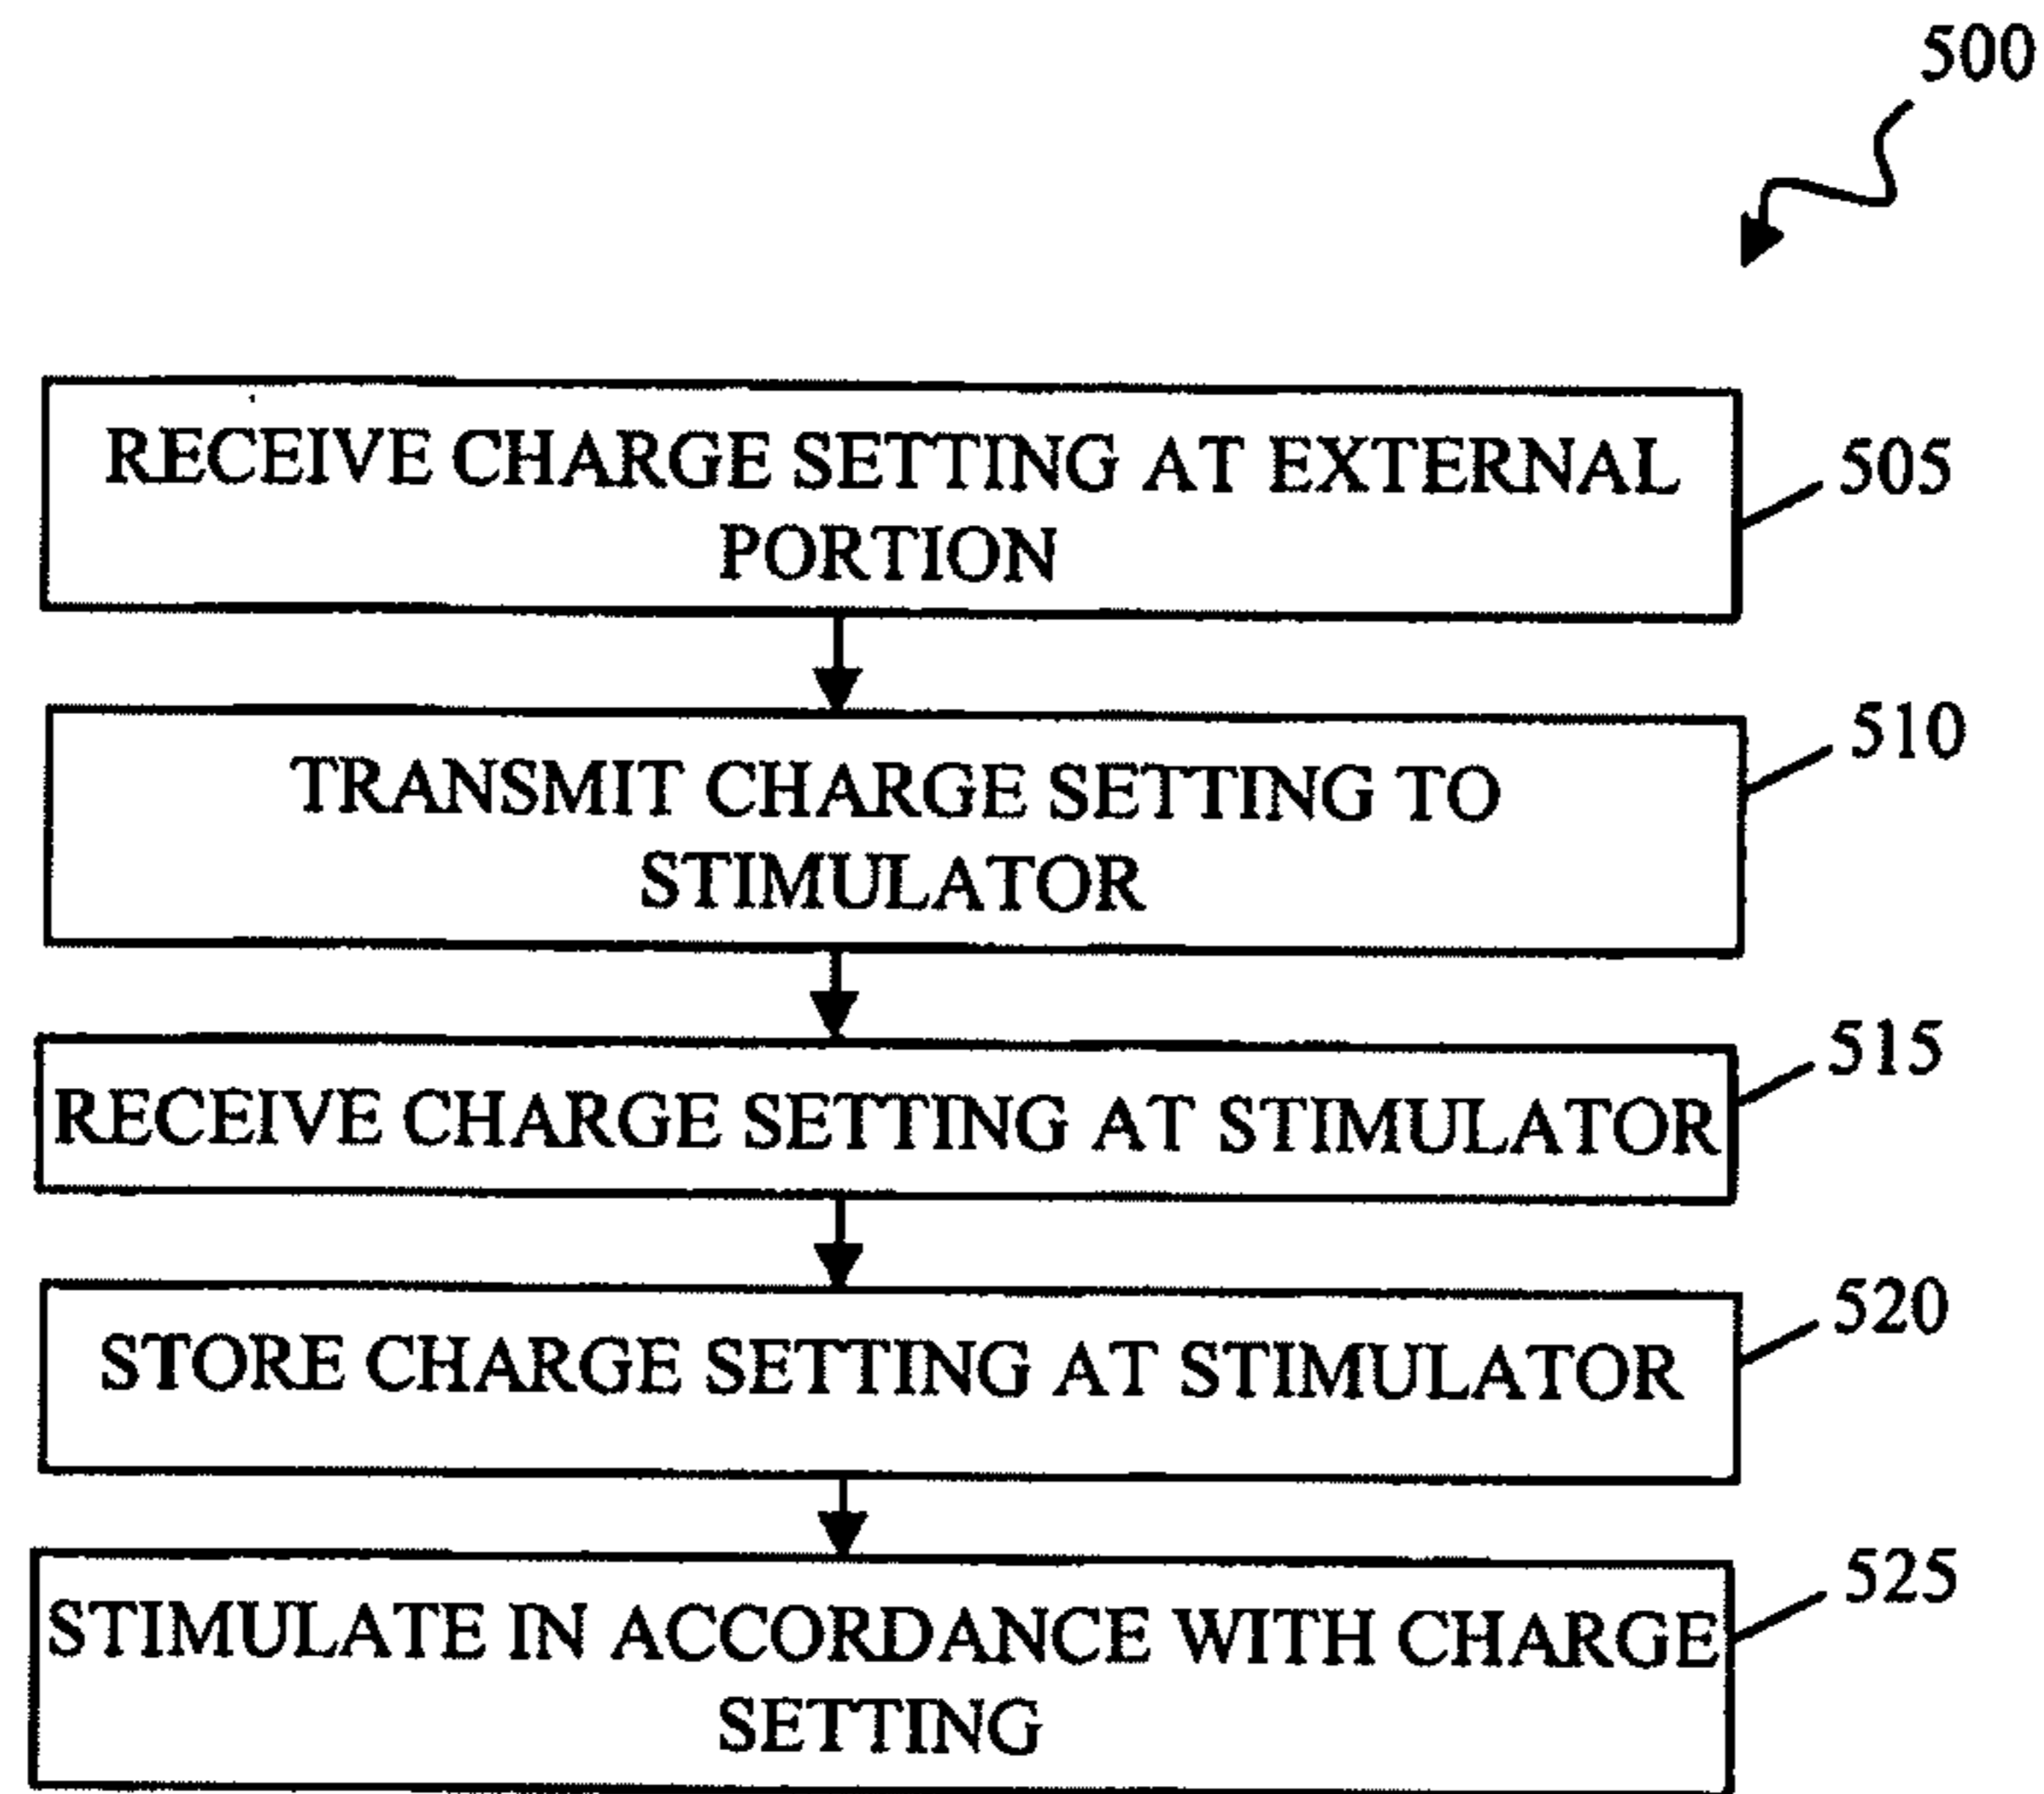 500
RECEIVE CHARGE SETTING AT EXTERNAL
PORTION
505
TRANSMIT CHARGE SETTING TO
STIMULATOR
510
RECEIVE CHARGE SETTING AT STIMULATOR
515
STORE CHARGE SETTING AT STIMULATOR
520
STIMULATE IN ACCORDANCE WITH CHARGE
SETTING
525